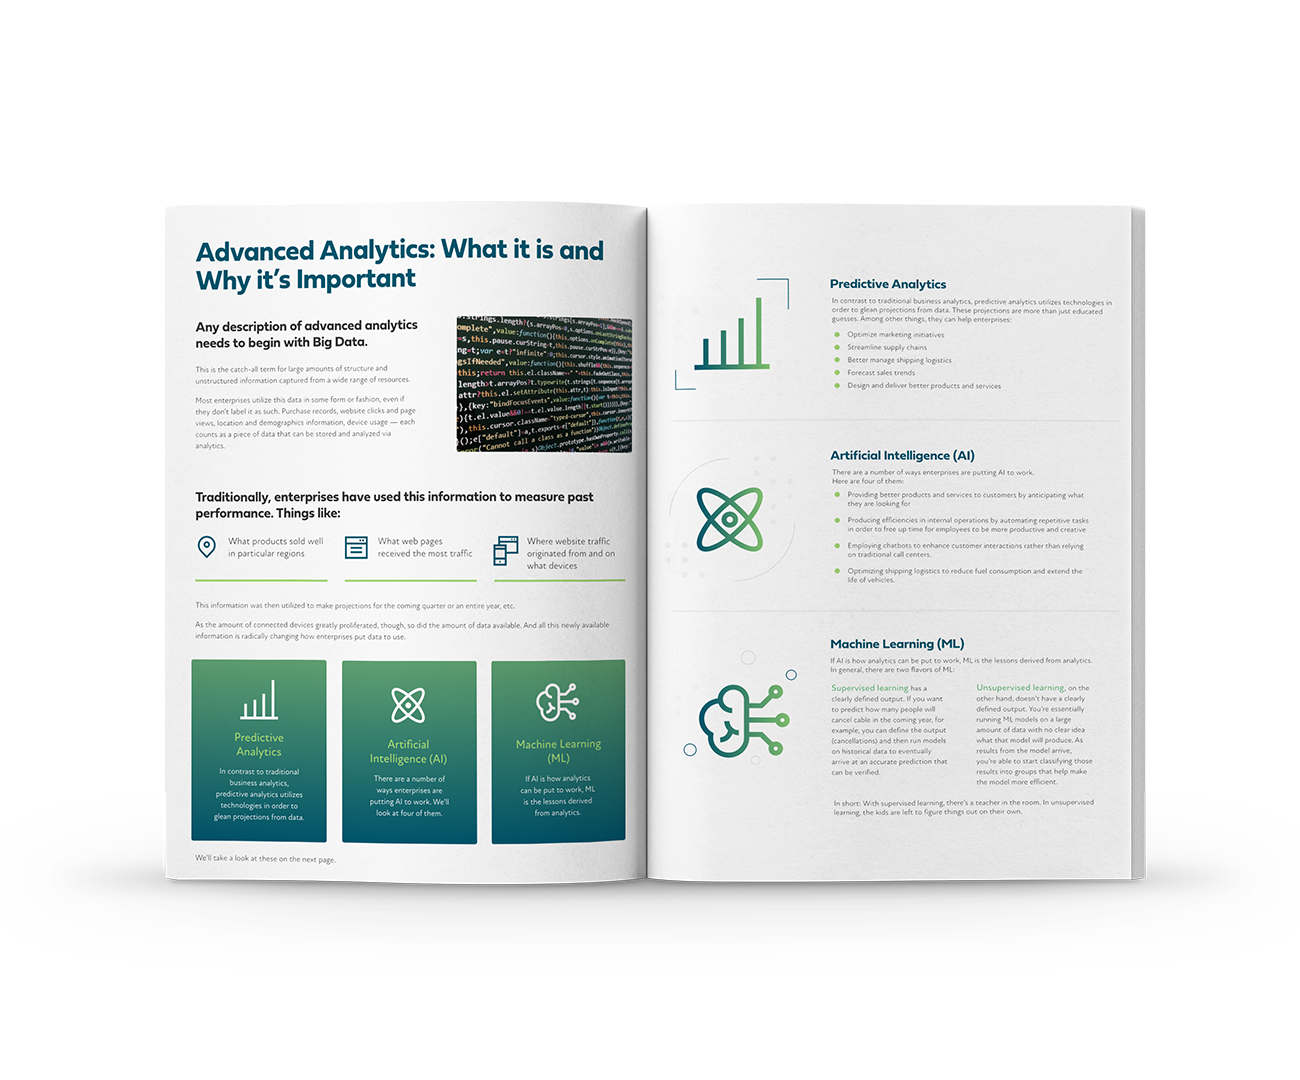 Advanced Analytics: What it is and
Why it's Important
Any description of advanced analytics
needs to begin with Big Data.
This is the catch-all term for large amounts of structure and
unstructured information captured from a wide range of resources.
Most enterprises utilize this data in some form or fashion, even if
they don't label it as such. Purchase records, website clicks and page
views, location and demographics information, device usage — each
counts as a piece of data that can be stored and analyzed via
analytics.
Traditionally, enterprises have used this information to measure past
performance. Things like:
What products sold well
in particular regions
What web pages
received the most traffic
Where website traffic
originated from and on
what devices
This information was then utilized to make projections for the coming quarter or an entire year, etc.
As the amount of connected devices greatly proliferated, though, so did the amount of data available. And all this newly available
information is radically changing how enterprises put data to use.
Predictive
Analytics
In contrast to traditional
business analytics,
predictive analytics utilizes
technologies in order to
glean projections from data.
Artificial
Intelligence (AI)
There are a number of
ways enterprises are
putting AI to work. We'll
look at four of them.
Machine Learning
(ML)
If AI is how analytics
can be put to work, ML
is the lessons derived
from analytics.
We'll take a look at these on the next page.
Predictive Analytics
In contrast to traditional business analytics, predictive analytics utilizes technologies in
order to glean projections from data. These projections are more than just educated
guesses. Among other things, they can help enterprises:
Optimize marketing initiatives
Streamline supply chains
Better manage shipping logistics
Forecast sales trends
Design and deliver better products and services
Artificial Intelligence (AI)
There are a number of ways enterprises are putting AI to work.
Here are four of them:
Providing better products and services to customers by anticipating what
they are looking for
Producing efficiencies in internal operations by automating repetitive tasks
in order to free up time for employees to be more productive and creative
Employing chatbots to enhance customer interactions rather than relying
on traditional call centers.
Optimizing shipping logistics to reduce fuel consumption and extend the
life of vehicles.
Machine Learning (ML)
If AI is how analytics can be put to work, ML is the lessons derived from analytics.
In general, there are two flavors of ML:
Supervised learning has a
clearly defined output. If you want
to predict how many people will
cancel cable in the coming year, for
example, you can define the output
(cancellations) and then run models
on historical data to eventually
arrive at an accurate prediction that
can be verified.
Unsupervised learning, on the
other hand, doesn't have a clearly
defined output. You're essentially
running ML models on a large
amount of data with no clear idea
what that model will produce. As
results from the model arrive,
you're able to start classifying those
results into groups that help make
the model more efficient.
In short: With supervised learning, there's a teacher in the room. In unsupervised
learning, the kids are left to figure things out on their own.